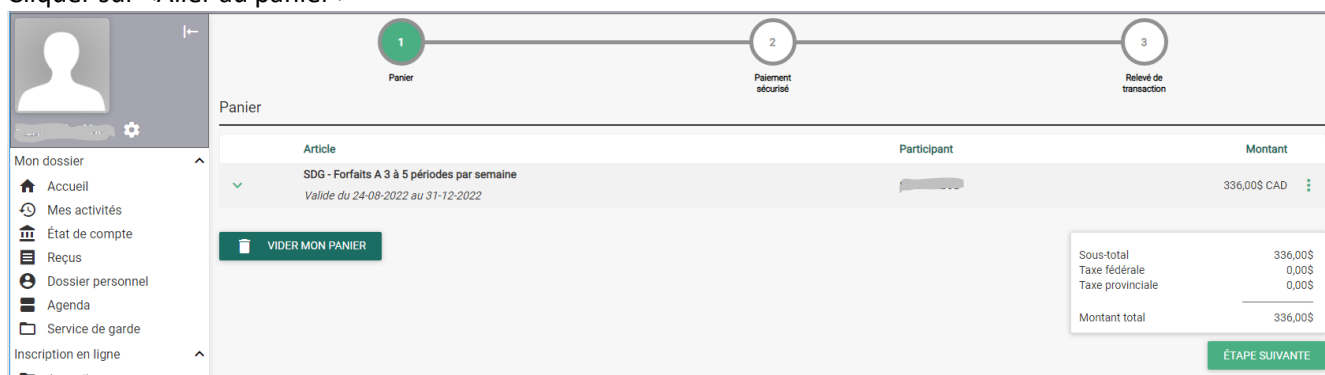 Cliquer sur «Aller au panier»
1
2
3
Panier
Paiement
sécurisé
Relevé de
transaction
Panier
Mon dossier
Accueil
Mes activités
État de compte
Reçus
Dossier personnel
Agenda
Service de garde
Inscription en ligne
Article Participant Montant
SDG - Forfaits A 3 à 5 périodes par semaine
336,00$ CAD
Valide du 24-08-2022 au 31-12-2022
VIDER MON PANIER
Sous-total 336,00$
Taxe fédérale 0,00$
Taxe provinciale 0,00$
Montant total 336,00$
ÉTAPE SUIVANTE